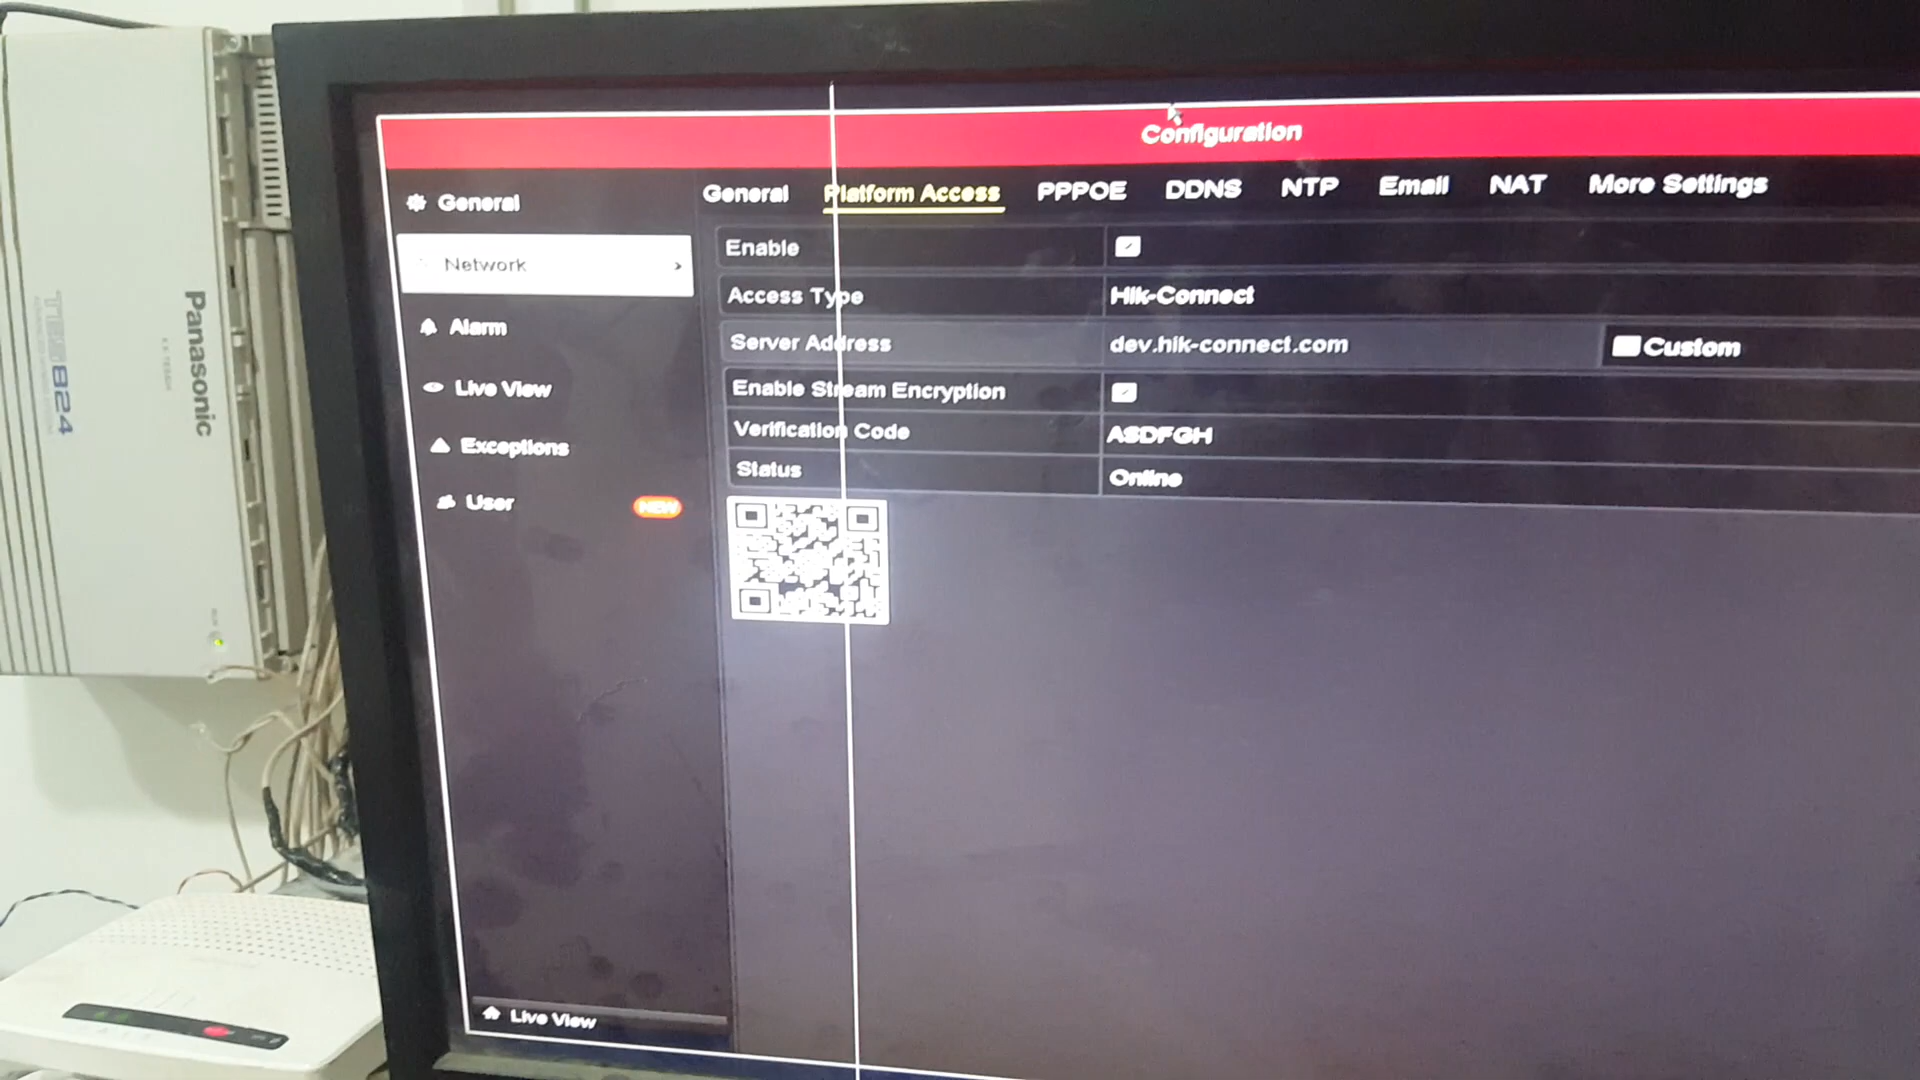 Panasonic
824
Configuration
General
Network
Alarm
Live View
Exceptions
User NEW
Live View
General Platform Access PPPOE DDNS NTP Email NAT More Settings
Enable
Access Type Hik-Connect
Server Address dev.hik-connect.com Custom
Enable Stream Encryption
Verification Code ASDFGH
Status Online